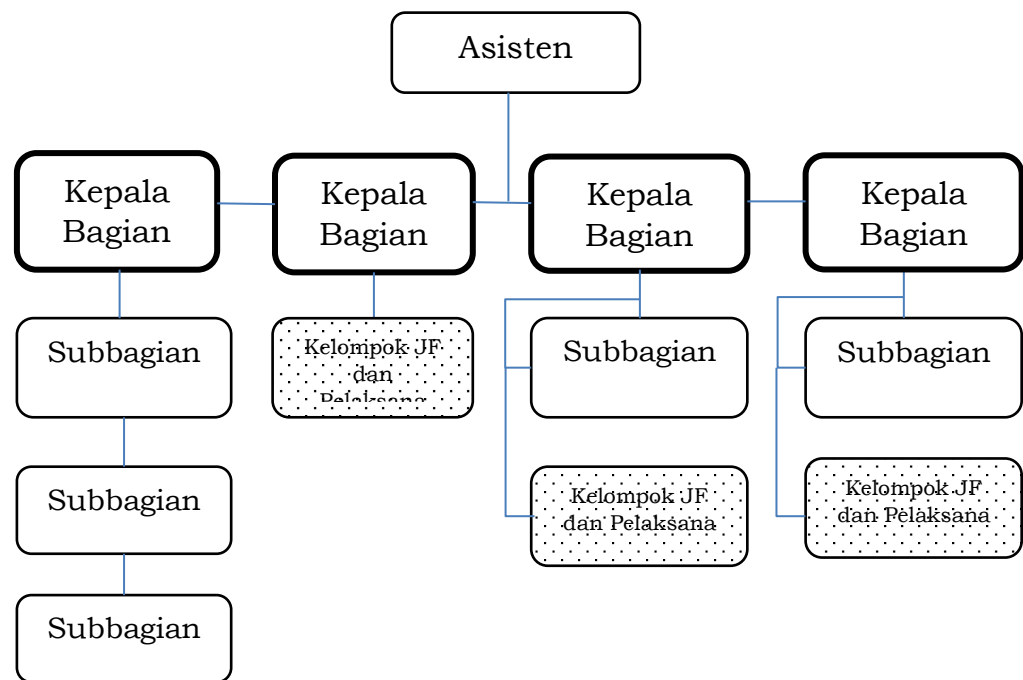 Asisten
Kepala
Bagian
Kepala
Bagian
Kepala
Bagian
Kepala
Bagian
Subbagian
Kelompok JF
dan
Pelaksana
Subbagian
Subbagian
Subbagian
Kelompok JF
dan Pelaksana
Kelompok JF
dan Pelaksana
Subbagian